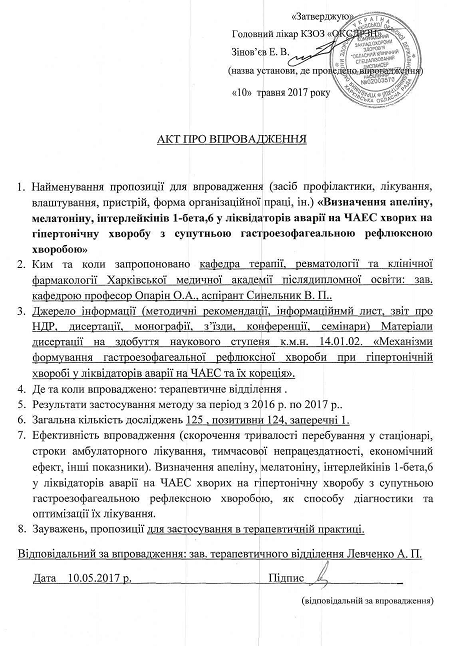 «Затверджую»
Головний лікар КЗОЗ «ОКСДРЗН»
Зінов’єв Е. В.
(назва установи, де проведено впровадження)
«10» травня 2017 року
АКТ ПРО ВПРОВАДЖЕННЯ
1. Найменування пропозиції для впровадження (засіб профілактики, лікування,
влаштування, пристрій, форма організаційної праці, ін.) «Визначення апеліну,
мелатоніну, інтерлейкінів 1-бета,6 у ліквідаторів аварії на ЧАЕС хворих на
гіпертонічну хворобу з супутньою гастроезофагеальною рефлюксною
хворобою»
2. Ким та коли запропоновано кафедра терапії, ревматології та клінічної
фармакології Харківської медичної академії післядипломної освіти: зав.
кафедрою професор Опарін О.А., аспірант Синельник В. П..
3. Джерело інформації (методичні рекомендації, інформаційнмй лист, звіт про
НДР, дисертації, монографії, з’їзди, конференції, семінари) Матеріали
дисертації на здобуття наукового ступеня к.м.н. 14.01.02. «Механізми
формування гастроезофагеальної рефлюксної хвороби при гіпертонічній
хворобі у ліквідаторів аварії на ЧАЕС та їх кореція».
4. Де та коли впроваджено: терапевтичне відділення .
5. Результати застосування методу за період з 2016 р. по 2017 р..
6. Загальна кількість досліджень 125 , позитивни 124, заперечні 1.
7. Ефективність впровадження (скорочення тривалості перебування у стаціонарі,
строки амбулаторного лікування, тимчасової непрацездатності, економічний
ефект, інші показники). Визначення апеліну, мелатоніну, інтерлейкінів 1-бета,6
у ліквідаторів аварії на ЧАЕС хворих на гіпертонічну хворобу з супутньою
гастроезофагеальною рефлексною хворобою, як способу діагностики та
оптимізації їх лікування.
8. Зауважень, пропозиції для застосування в терапевтичній практиці.
Відповідальний за впровадження: зав. терапевтичного відділення Левченко А. П.
Дата 10.05.2017 р. Підпис
(відповідальній за впровадження)